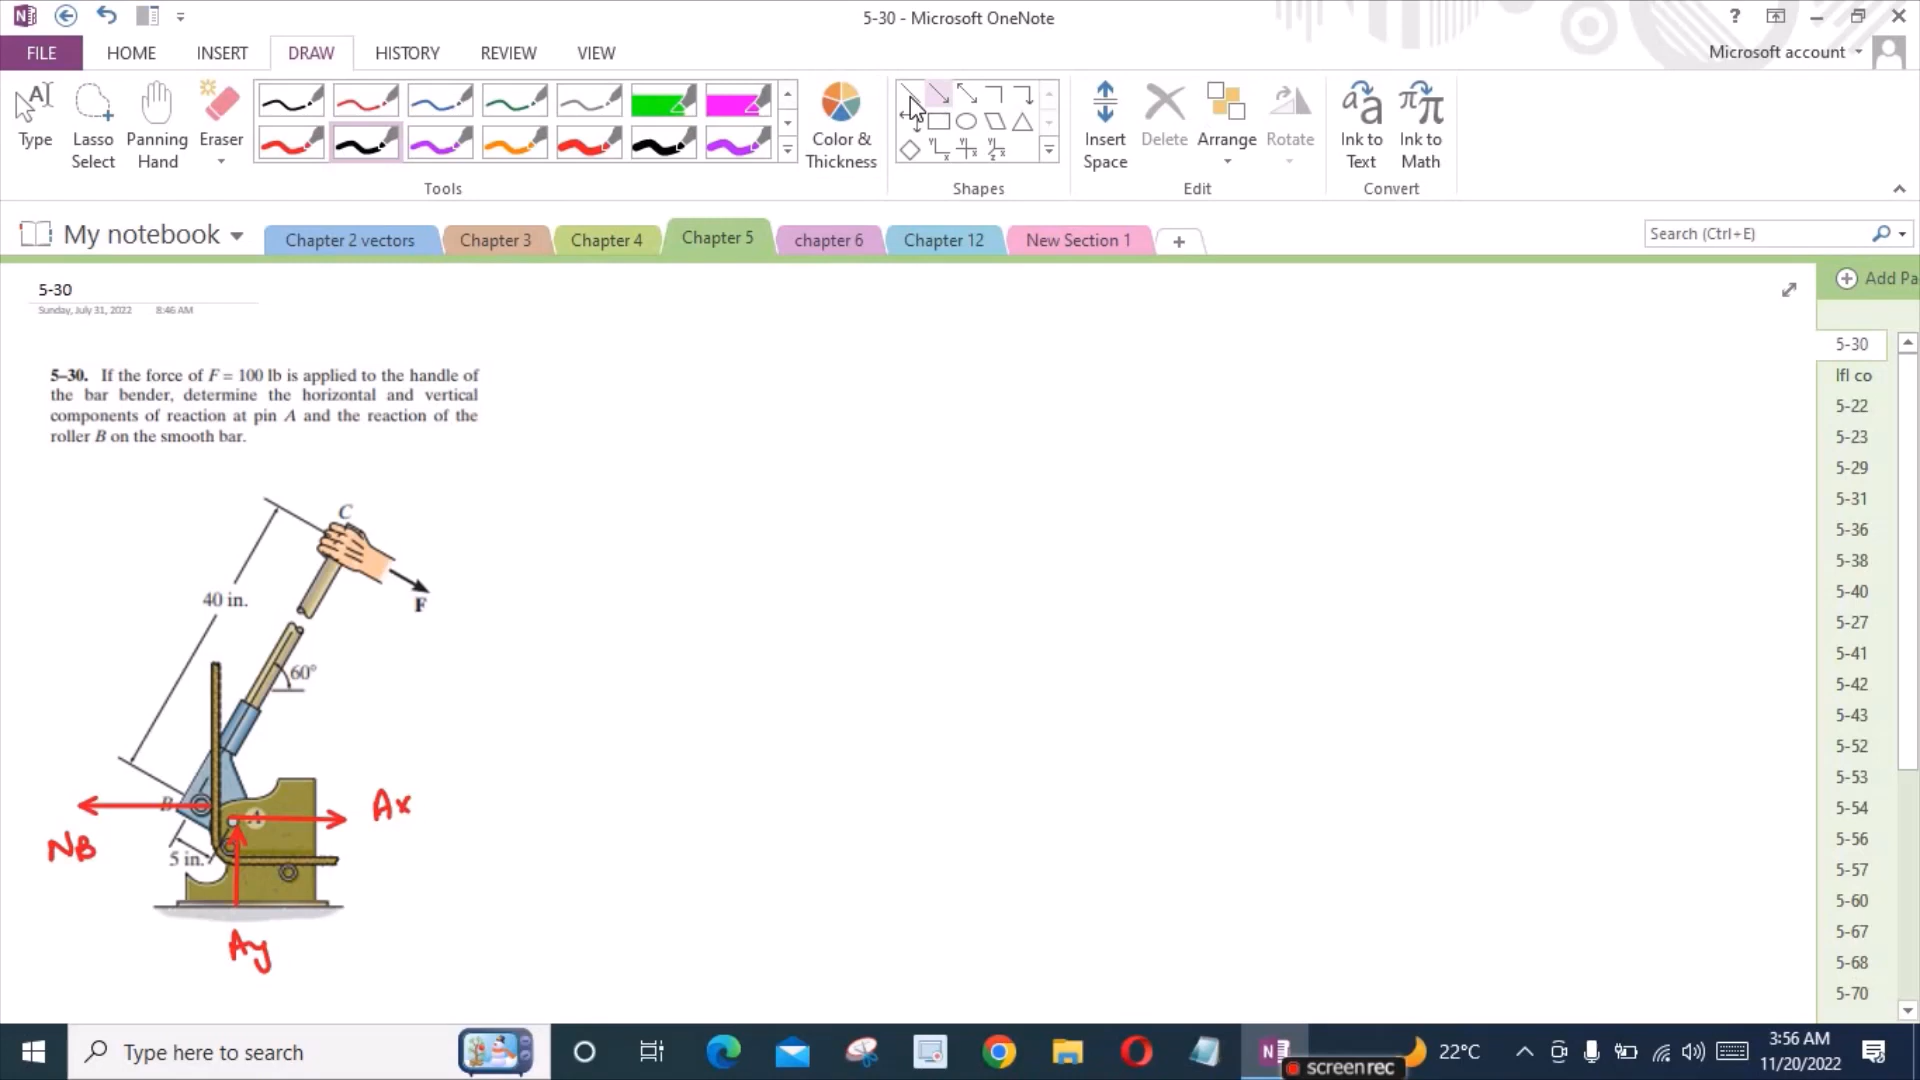 5-30 - Microsoft OneNote
?
FILE HOME INSERT DRAW HISTORY REVIEW VIEW
Microsoft account
Type
Lasso Select
Panning Hand
Eraser
Color & Thickness
Insert Space
Delete
Arrange
Rotate
Ink to Text
Ink to Math
Tools
Shapes
Edit
Convert
My notebook
Chapter 2 vectors
Chapter 3
Chapter 4
Chapter 5
chapter 6
Chapter 12
New Section 1
Search (Ctrl+E)
5-30
Sunday, July 31, 2022 8:46 AM
5–30. If the force of F = 100 lb is applied to the handle of
the bar bender, determine the horizontal and vertical
components of reaction at pin A and the reaction of the
roller B on the smooth bar.
C
40 in.
F
60°
B
A
Ax
NB
5 in.
Ay
Add Pa
5-30
lfl co
5-22
5-23
5-29
5-31
5-36
5-38
5-40
5-27
5-41
5-42
5-43
5-52
5-53
5-54
5-56
5-57
5-60
5-67
5-68
5-70
Type here to search
N
screenrec
22°C
3:56 AM
11/20/2022